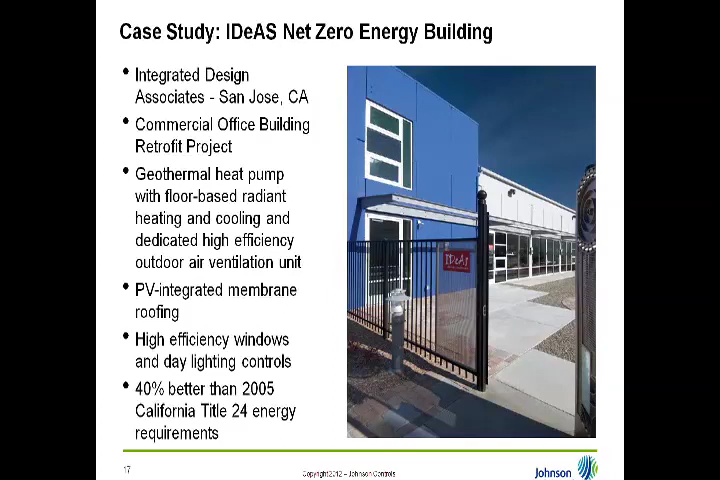 Case Study: IDeAS Net Zero Energy Building
• Integrated Design
Associates - San Jose, CA
• Commercial Office Building
Retrofit Project
• Geothermal heat pump
with floor-based radiant
heating and cooling and
dedicated high efficiency
outdoor air ventilation unit
• PV-integrated membrane
roofing
• High efficiency windows
and day lighting controls
• 40% better than 2005
California Title 24 energy
requirements
IDeAs
17
Copyright 2012 – Johnson Controls
Johnson